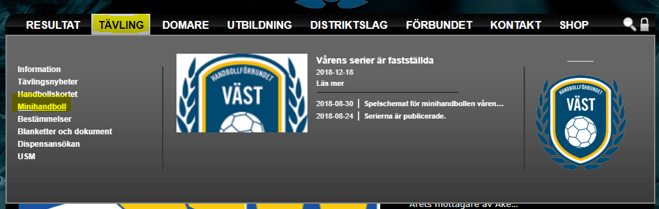 RESULTAT TÄVLING DOMARE UTBILDNING DISTRIKTSLAG FÖRBUNDET KONTAKT SHOP
Information
Tävlingsnyheter
Handbollskortet
Minihandboll
Bestämmelser
Blanketter och dokument
Dispensansökan
USM
HANDBOLLFÖRBUNDET
VÄST
Vårens serier är fastställda
2018-12-18
Läs mer
2018-08-30 | Spelschemat för minihandbollen våren...
2018-08-24 | Serierna är publicerade.
HANDBOLLFÖRBUNDET
VÄST
Årets mottagare av Åke...